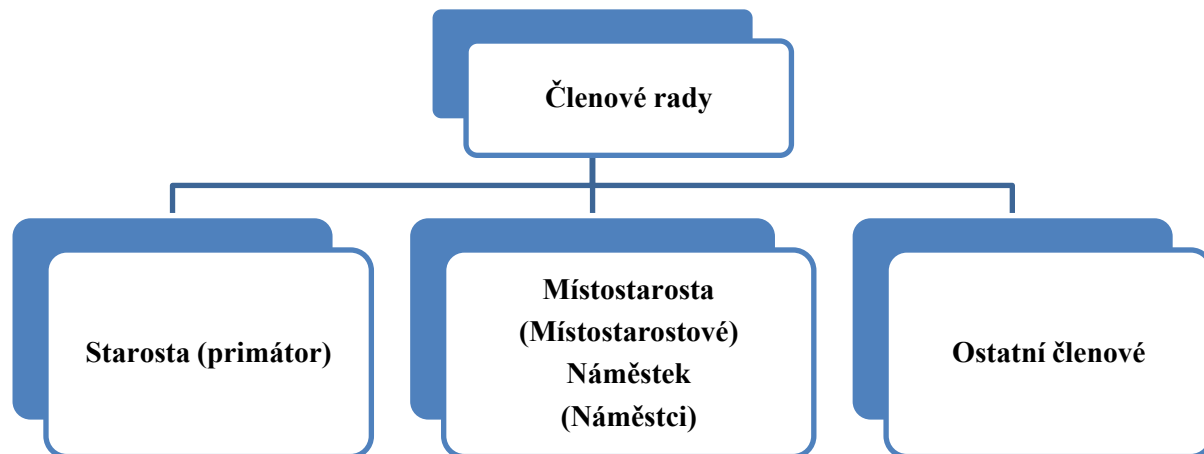 Členové rady
Starosta (primátor)
Místostarosta
(Místostarostové)
Náměstek
(Náměstci)
Ostatní členové